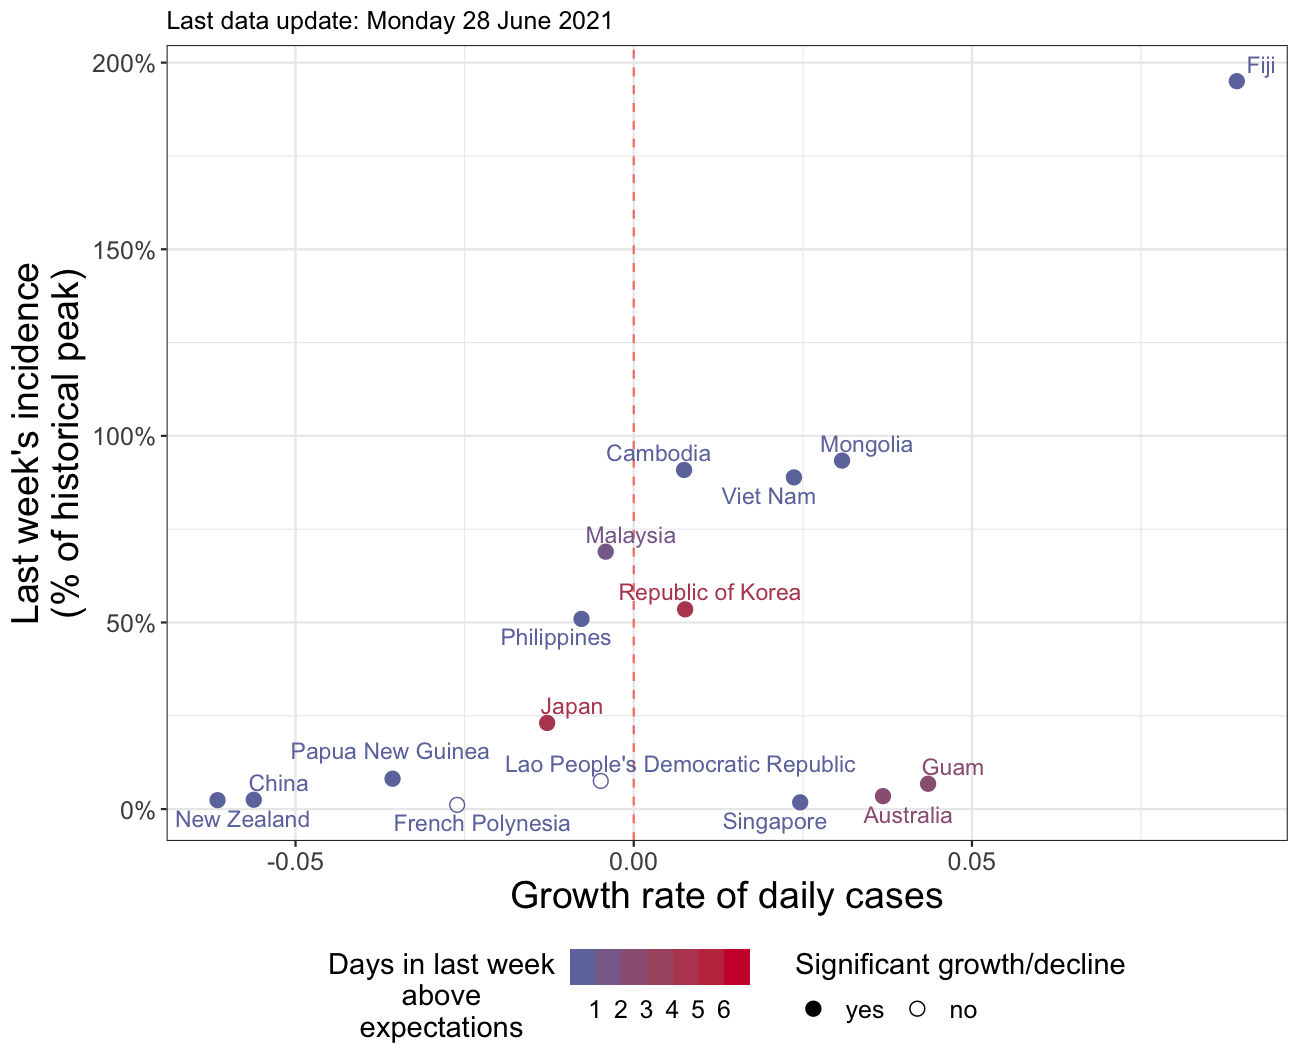 Last data update: Monday 28 June 2021
200%
Fiji
150%
Last week's incidence
(% of historical peak)
100%
Mongolia
Cambodia
Viet Nam
Malaysia
Republic of Korea
50%
Philippines
Japan
Papua New Guinea
Lao People's Democratic Republic
Guam
China
0%
Australia
New Zealand
Singapore
French Polynesia
-0.05
0.00
0.05
Growth rate of daily cases
Days in last week
above
expectations
1 2 3 4 5 6
Significant growth/decline
yes
no